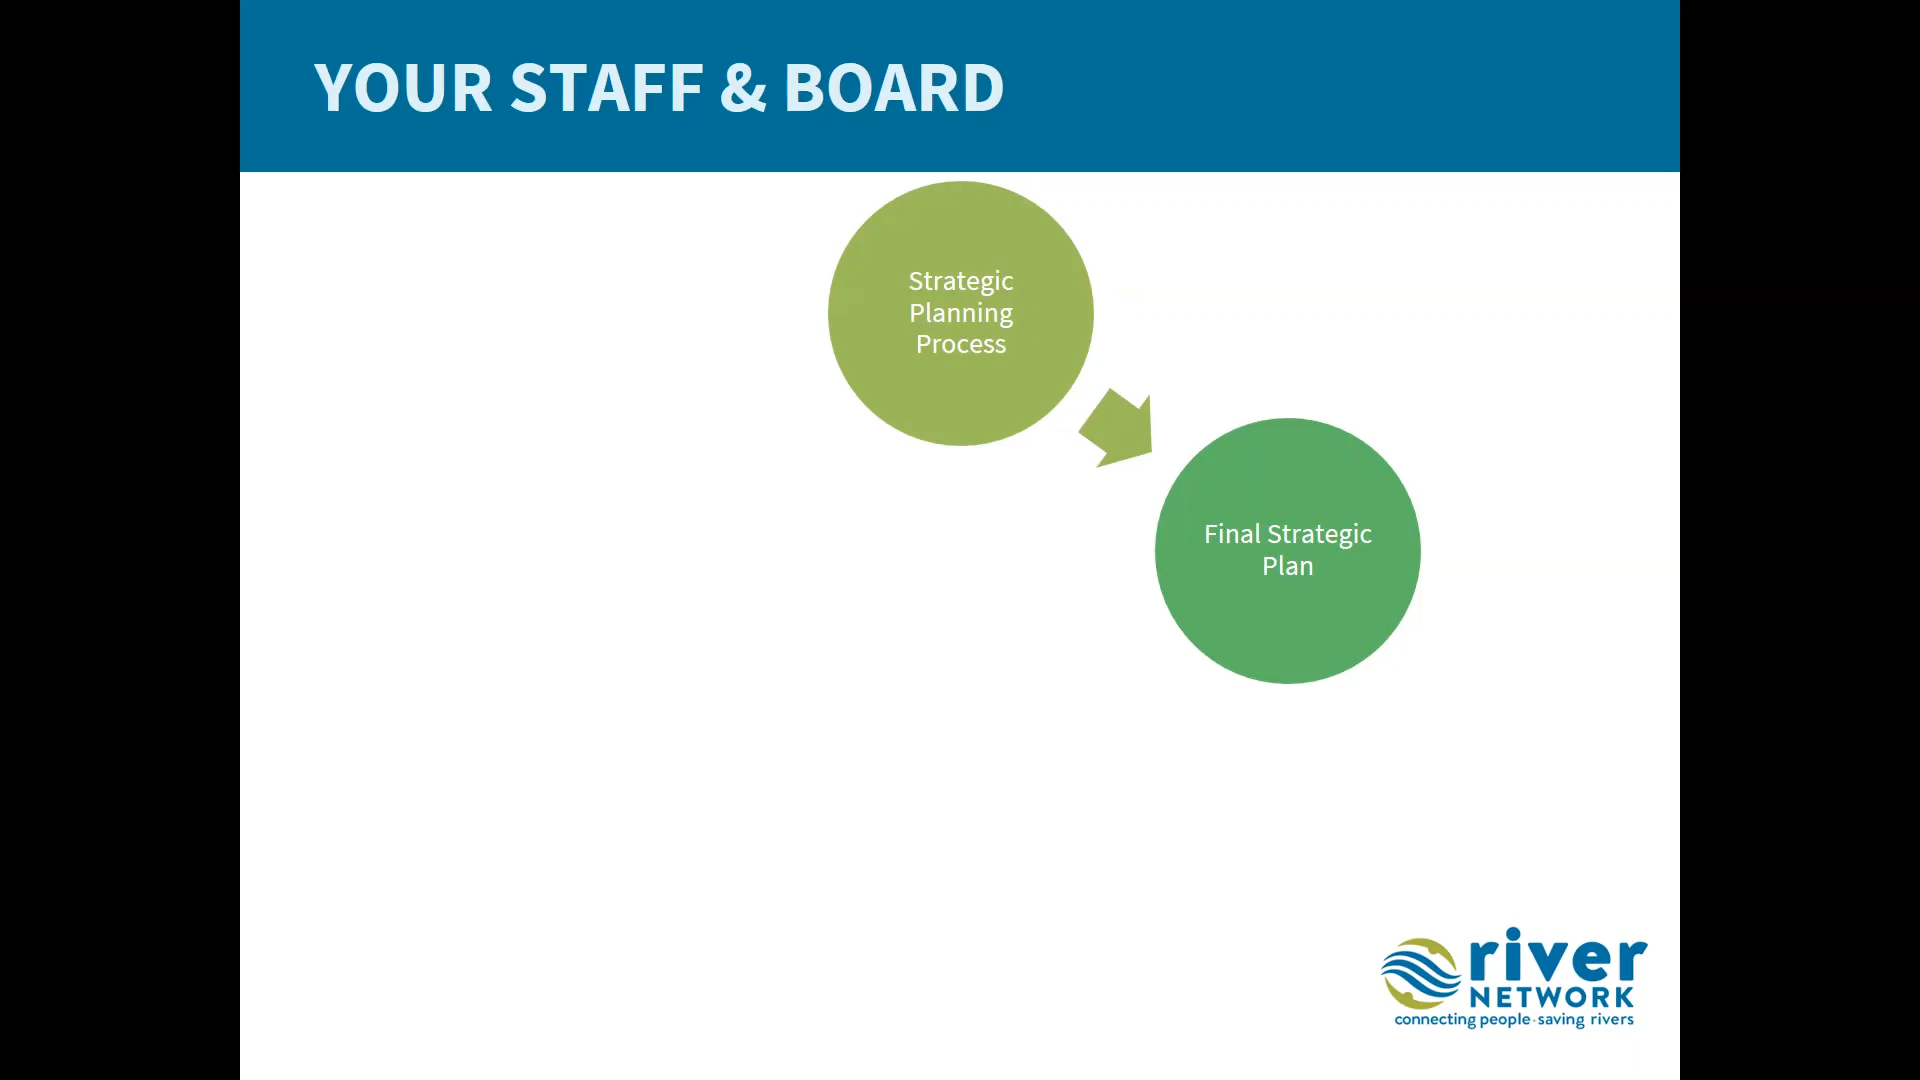 YOUR STAFF & BOARD
Strategic
Planning
Process
Final Strategic
Plan
river
NETWORK
connecting people·saving rivers